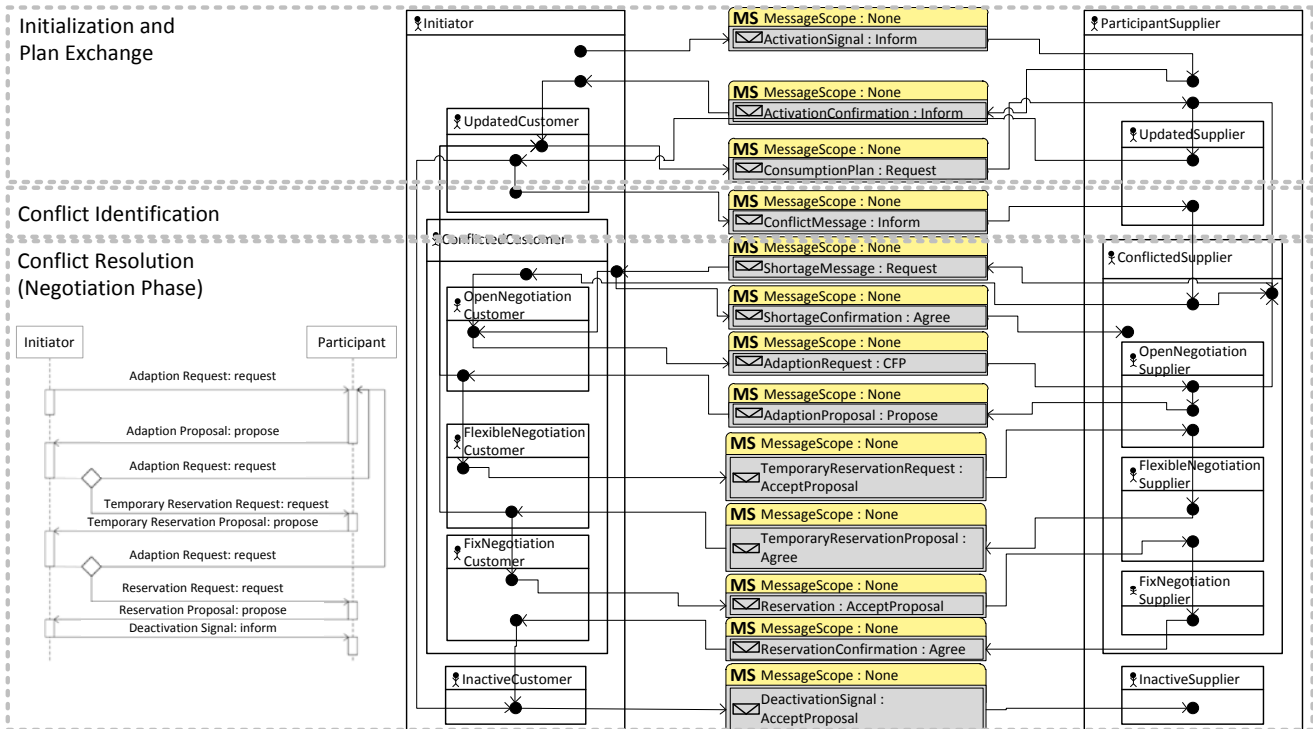 Initialization and
Plan Exchange
Conflict Identification
Conflict Resolution
(Negotiation Phase)
Initiator
Participant
Adaption Request: request
Adaption Proposal: propose
Adaption Request: request
Temporary Reservation Request: request
Temporary Reservation Proposal: propose
Adaption Request: request
Reservation Request: request
Reservation Proposal: propose
Deactivation Signal: inform
Initiator
UpdatedCustomer
ConflictedCustomer
OpenNegotiation
Customer
FlexibleNegotiation
Customer
FixNegotiation
Customer
InactiveCustomer
MS MessageScope : None
ActivationSignal : Inform
MS MessageScope : None
ActivationConfirmation : Inform
MS MessageScope : None
ConsumptionPlan : Request
MS MessageScope : None
ConflictMessage : Inform
MS MessageScope : None
ShortageMessage : Request
MS MessageScope : None
ShortageConfirmation : Agree
MS MessageScope : None
AdaptionRequest : CFP
MS MessageScope : None
AdaptionProposal : Propose
MS MessageScope : None
TemporaryReservationRequest :
AcceptProposal
MS MessageScope : None
TemporaryReservationProposal :
Agree
MS MessageScope : None
Reservation : AcceptProposal
MS MessageScope : None
ReservationConfirmation : Agree
MS MessageScope : None
DeactivationSignal :
AcceptProposal
ParticipantSupplier
UpdatedSupplier
ConflictedSupplier
OpenNegotiation
Supplier
FlexibleNegotiation
Supplier
FixNegotiation
Supplier
InactiveSupplier